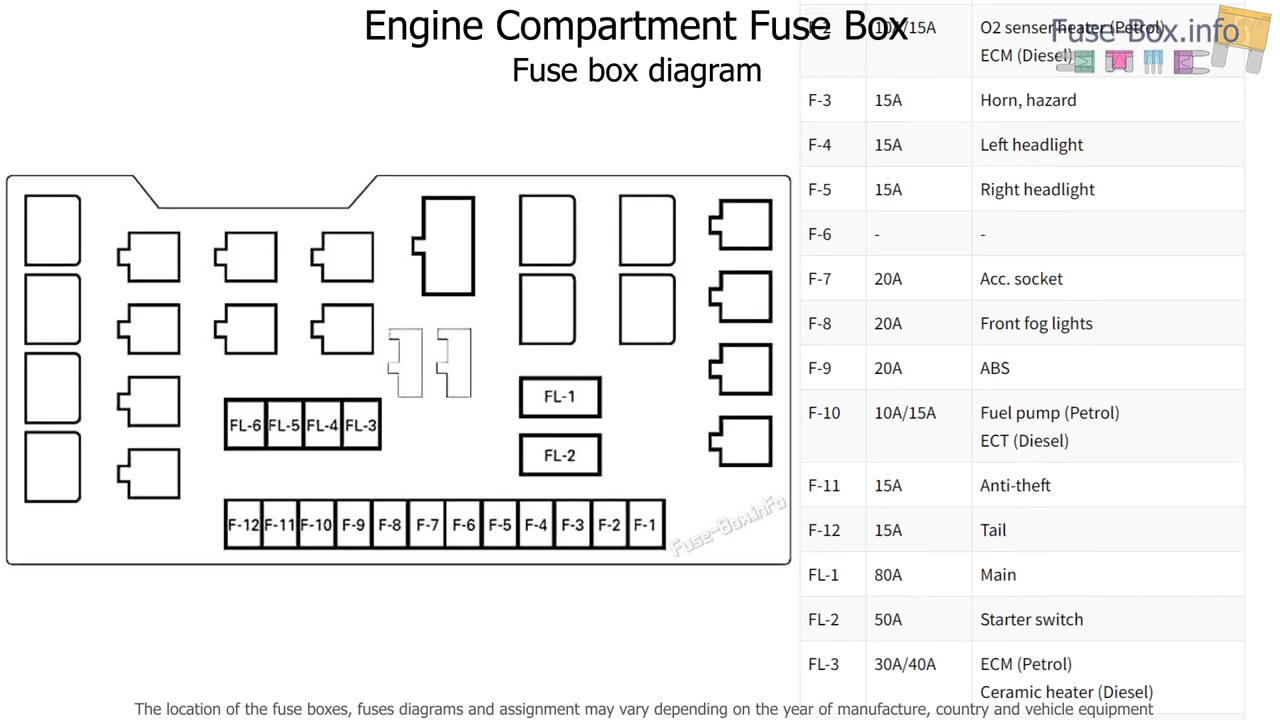 Engine Compartment Fuse Box
Fuse box diagram
Fuse-Box.info
F-2 10A/15A O2 senser heater (Petrol)
ECM (Diesel)
F-3 15A Horn, hazard
F-4 15A Left headlight
F-5 15A Right headlight
F-6 - -
F-7 20A Acc. socket
F-8 20A Front fog lights
F-9 20A ABS
F-10 10A/15A Fuel pump (Petrol)
ECT (Diesel)
F-11 15A Anti-theft
F-12 15A Tail
FL-1 80A Main
FL-2 50A Starter switch
FL-3 30A/40A ECM (Petrol)
Ceramic heater (Diesel)
FL-1
FL-6 FL-5 FL-4 FL-3
FL-2
F-12 F-11 F-10 F-9 F-8 F-7 F-6 F-5 F-4 F-3 F-2 F-1
Fuse-Box.info
The location of the fuse boxes, fuses diagrams and assignment may vary depending on the year of manufacture, country and vehicle equipment